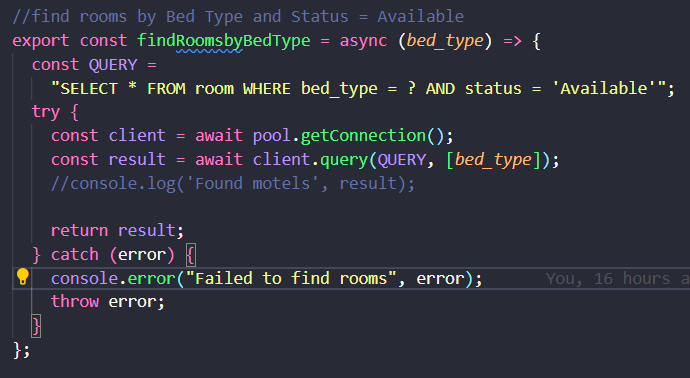 //find rooms by Bed Type and Status = Available
export const findRoomsbyBedType = async (bed_type) => {
  const QUERY =
    "SELECT * FROM room WHERE bed_type = ? AND status = 'Available'";
  try {
    const client = await pool.getConnection();
    const result = await client.query(QUERY, [bed_type]);
    //console.log('Found motels', result);

    return result;
  } catch (error) {
    console.error("Failed to find rooms", error);      You, 16 hours a
    throw error;
  }
};